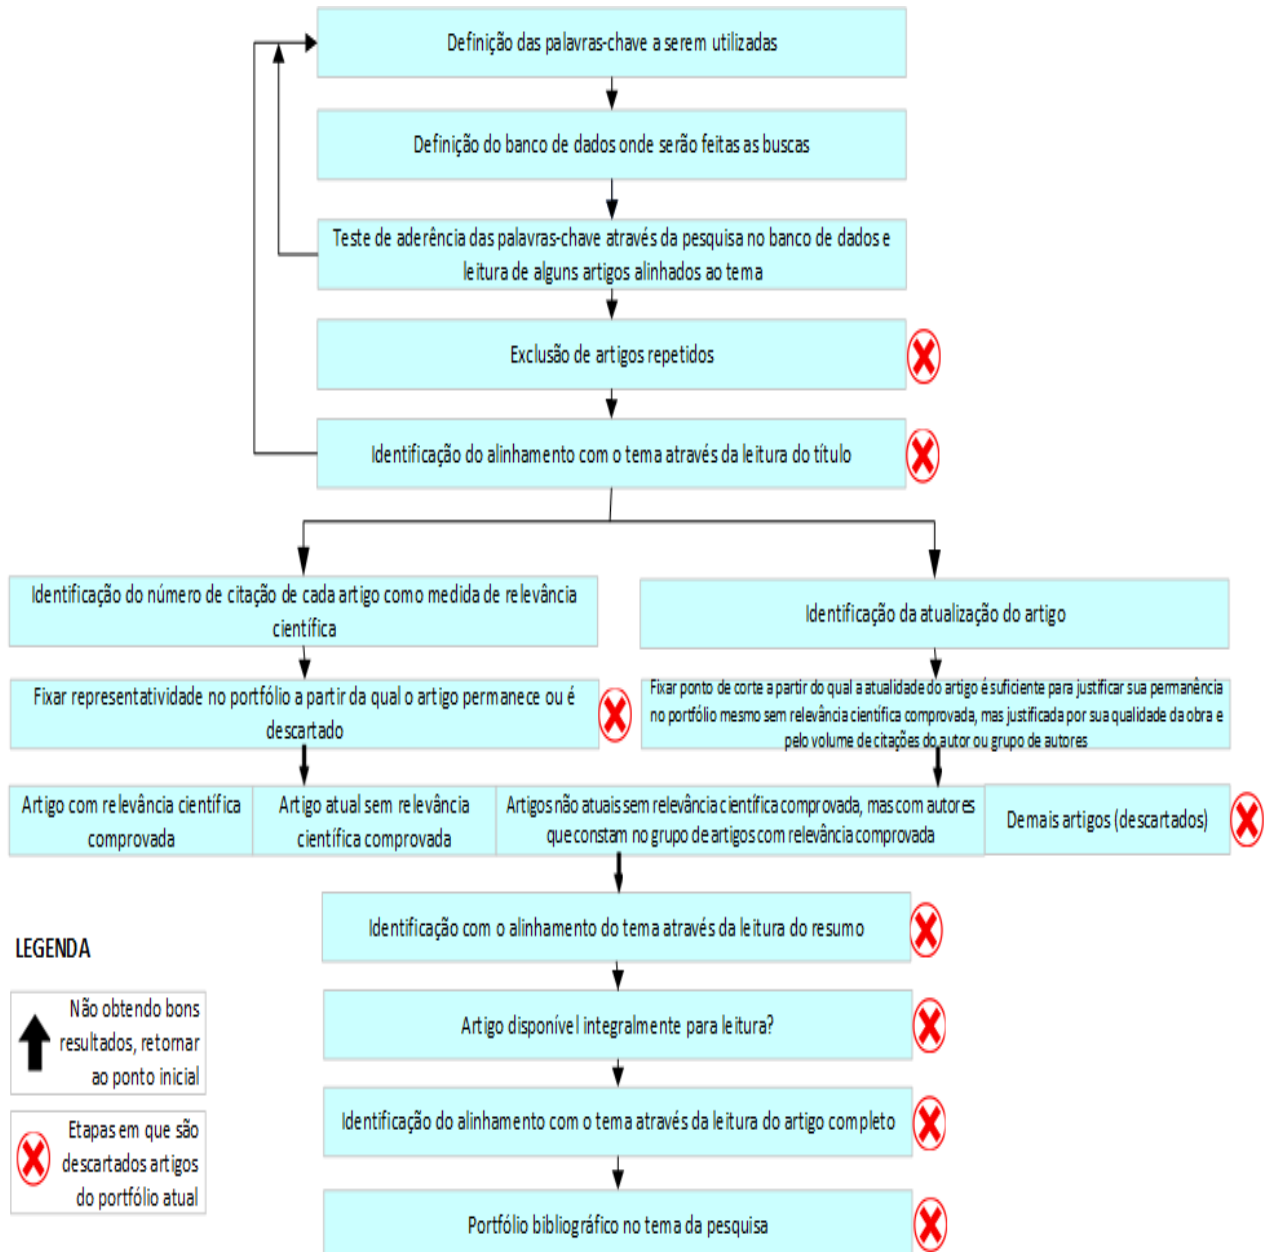 Definição das palavras-chave a serem utilizadas
Definição do banco de dados onde serão feitas as buscas
Teste de aderência das palavras-chave através da pesquisa no banco de dados e
leitura de alguns artigos alinhados ao tema
Exclusão de artigos repetidos
Identificação do alinhamento com o tema através da leitura do título
Identificação do número de citação de cada artigo como medida de relevância
científica
Identificação da atualização do artigo
Fixar representatividade no portfólio a partir da qual o artigo permanece ou é
descartado
Fixar ponto de corte a partir do qual a atualidade do artigo é suficiente para justificar sua permanência
no portfólio mesmo sem relevância científica comprovada, mas justificada por sua qualidade da obra e
pelo volume de citações do autor ou grupo de autores
Artigo com relevância científica
comprovada
Artigo atual sem relevância
científica comprovada
Artigos não atuais sem relevância científica comprovada, mas com autores
que constam no grupo de artigos com relevância comprovada
Demais artigos (descartados)
Identificação com o alinhamento do tema através da leitura do resumo
Artigo disponível integralmente para leitura?
Identificação do alinhamento com o tema através da leitura do artigo completo
Portfólio bibliográfico no tema da pesquisa
LEGENDA
Não obtendo bons
resultados, retornar
ao ponto inicial
Etapas em que são
descartados artigos
do portfólio atual